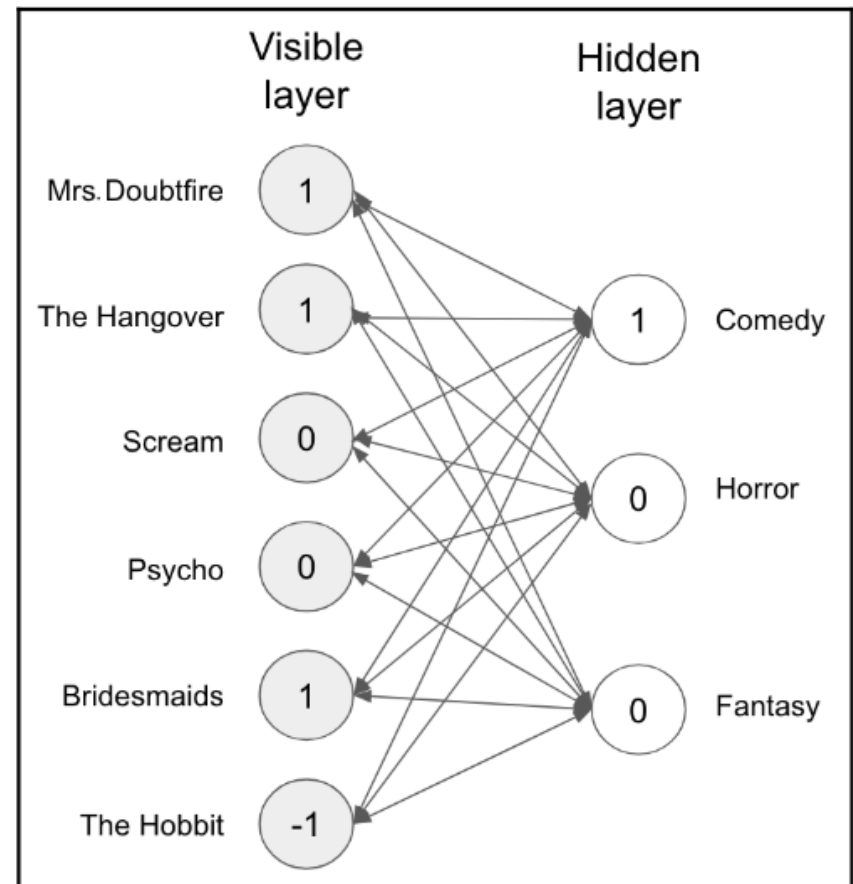 Visible
layer
Hidden
layer
Mrs. Doubtfire
1
The Hangover
1
1
Comedy
Scream
0
0
Horror
Psycho
0
Bridesmaids
1
0
Fantasy
The Hobbit
-1